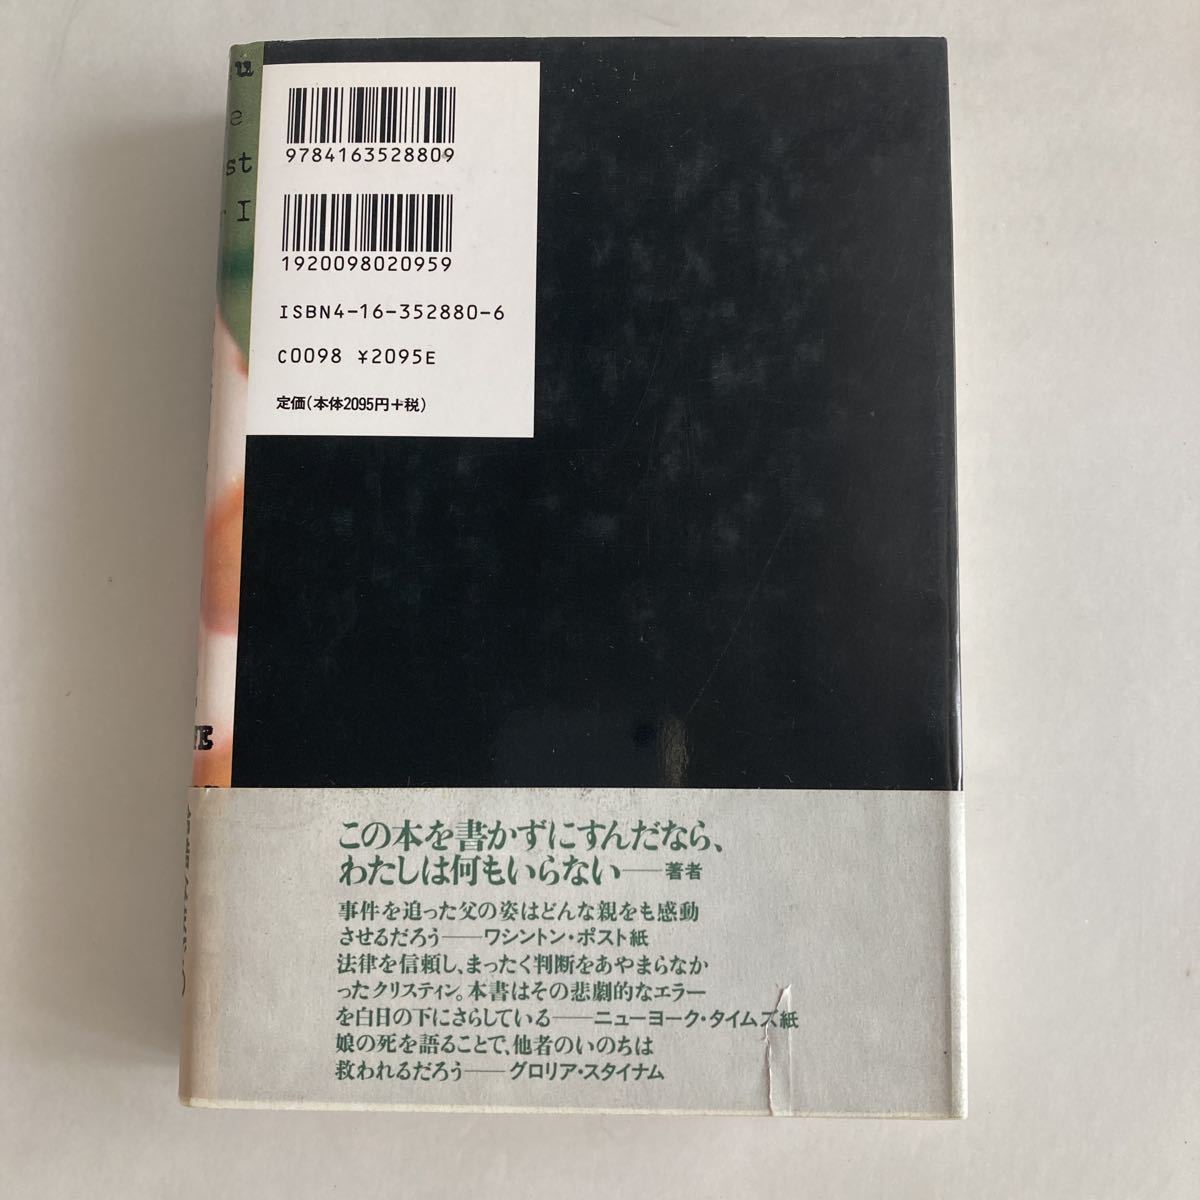 u
e
st
I
9784163528809
1920098020959
ISBN4-16-352880-6
C0098 ¥2095E
定価(本体2095円+税)
この本を書かずにすんだなら、
わたしは何もいらない――著者
事件を追った父の姿はどんな親をも感動
させるだろう――ワシントン・ポスト紙
法律を信頼し、まったく判断をあやまらなか
ったクリスティン。本書はその悲劇的なエラー
を白日の下にさらしている――ニューヨーク・タイムズ紙
娘の死を語ることで、他者のいのちは
救われるだろう――グロリア・スタイナム